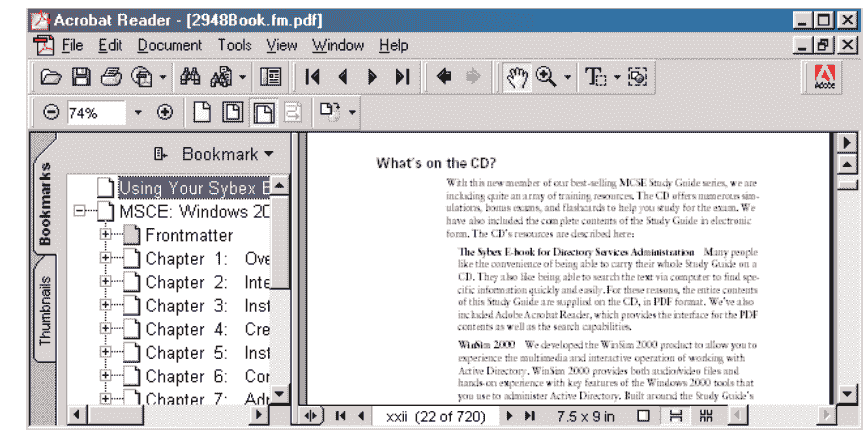 Acrobat Reader - [2948Book.fm.pdf]
File Edit Document Tools View Window Help
Adobe
74%
Bookmarks
Thumbnails
Bookmark
Using Your Sybex E
MSCE: Windows 20
Frontmatter
Chapter 1: Ove
Chapter 2: Inte
Chapter 3: Inst
Chapter 4: Cre
Chapter 5: Inst
Chapter 6: Cor
Chapter 7: Adr
What's on the CD?
With this new member of our best-selling MCSE Study Guide series, we are
including quite an array of training resources. The CD offers numerous sim-
ulations, bonus exams, and flashcards to help you study for the exam. We
have also included the complete contents of the Study Guide in electronic
form. The CD's resources are described here:
The Sybex E-book for Directory Services Administration Many people
like the convenience of being able to carry their whole Study Guide on a
CD. They also like being able to search the text via computer to find spe-
cific information quickly and easily. For these reasons, the entire contents
of this Study Guide are supplied on the CD, in PDF format. We've also
included Adobe Acrobat Reader, which provides the interface for the PDF
contents as well as the search capabilities.
WinSim 2000 We developed the WinSim 2000 product to allow you to
experience the multimedia and interactive operation of working with
Active Directory. WinSim 2000 provides both audio/video files and
hands-on experience with key features of the Windows 2000 tools that
you use to administer Active Directory. Built around the Study Guide's
xxii (22 of 720) 7.5 x 9 in